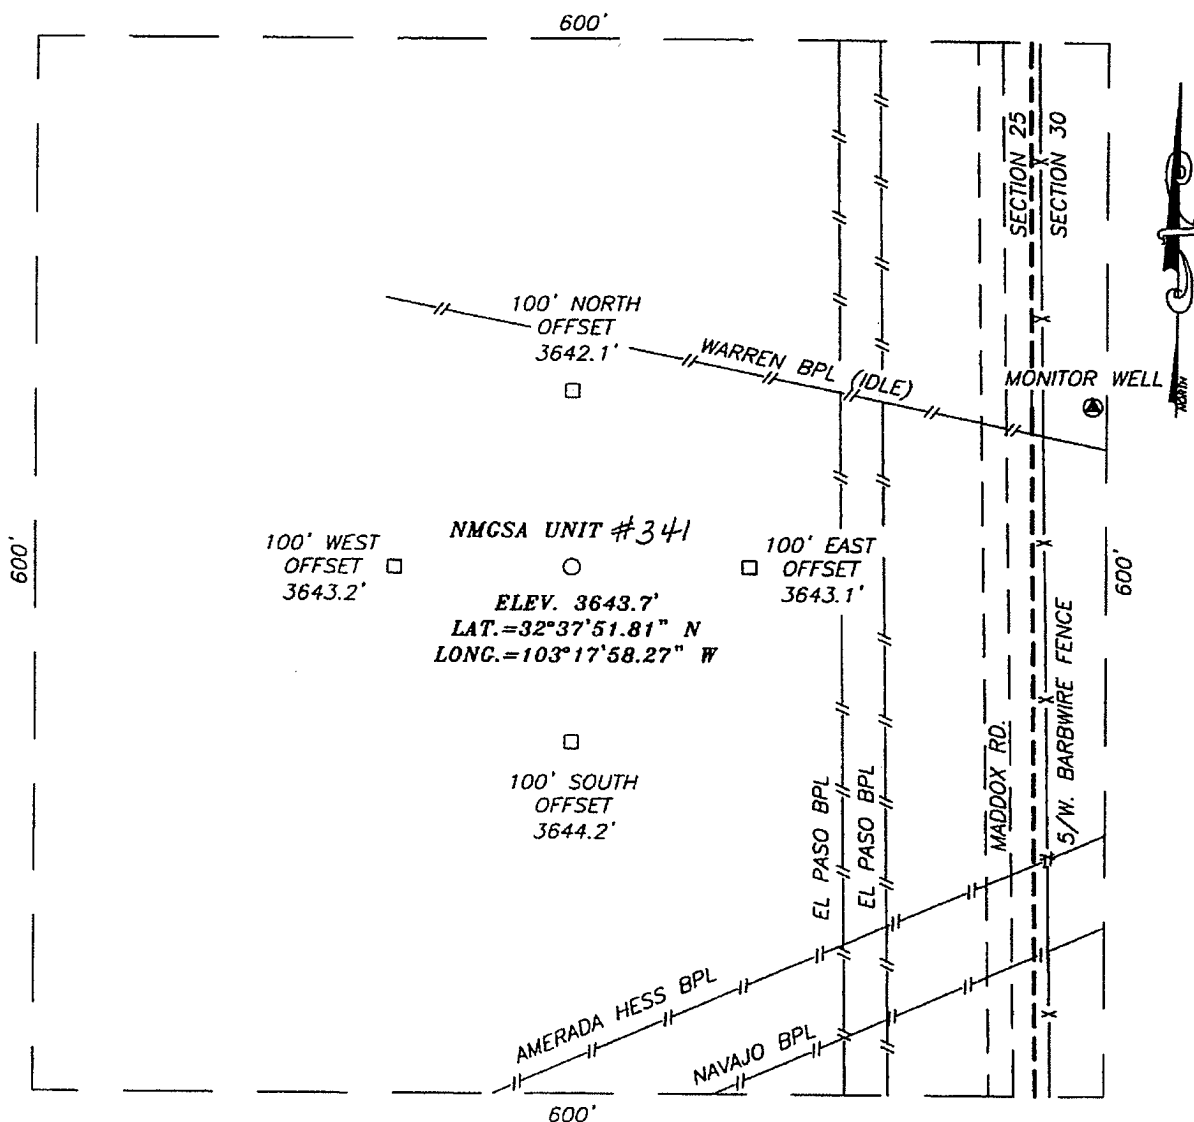 600'
SECTION 25
SECTION 30
100' NORTH
OFFSET
3642.1'
WARREN BPL (IDLE)
MONITOR WELL
NORTH
NMGSA UNIT #341
100' WEST
OFFSET
3643.2'
100' EAST
OFFSET
3643.1'
600'
600'
ELEV. 3643.7'
LAT.=32°37'51.81" N
LONG.=103°17'58.27" W
100' SOUTH
OFFSET
3644.2'
EL PASO BPL
EL PASO BPL
MADDOX RD.
5/W. BARBWIRE FENCE
AMERADA HESS BPL
NAVAJO BPL
600'